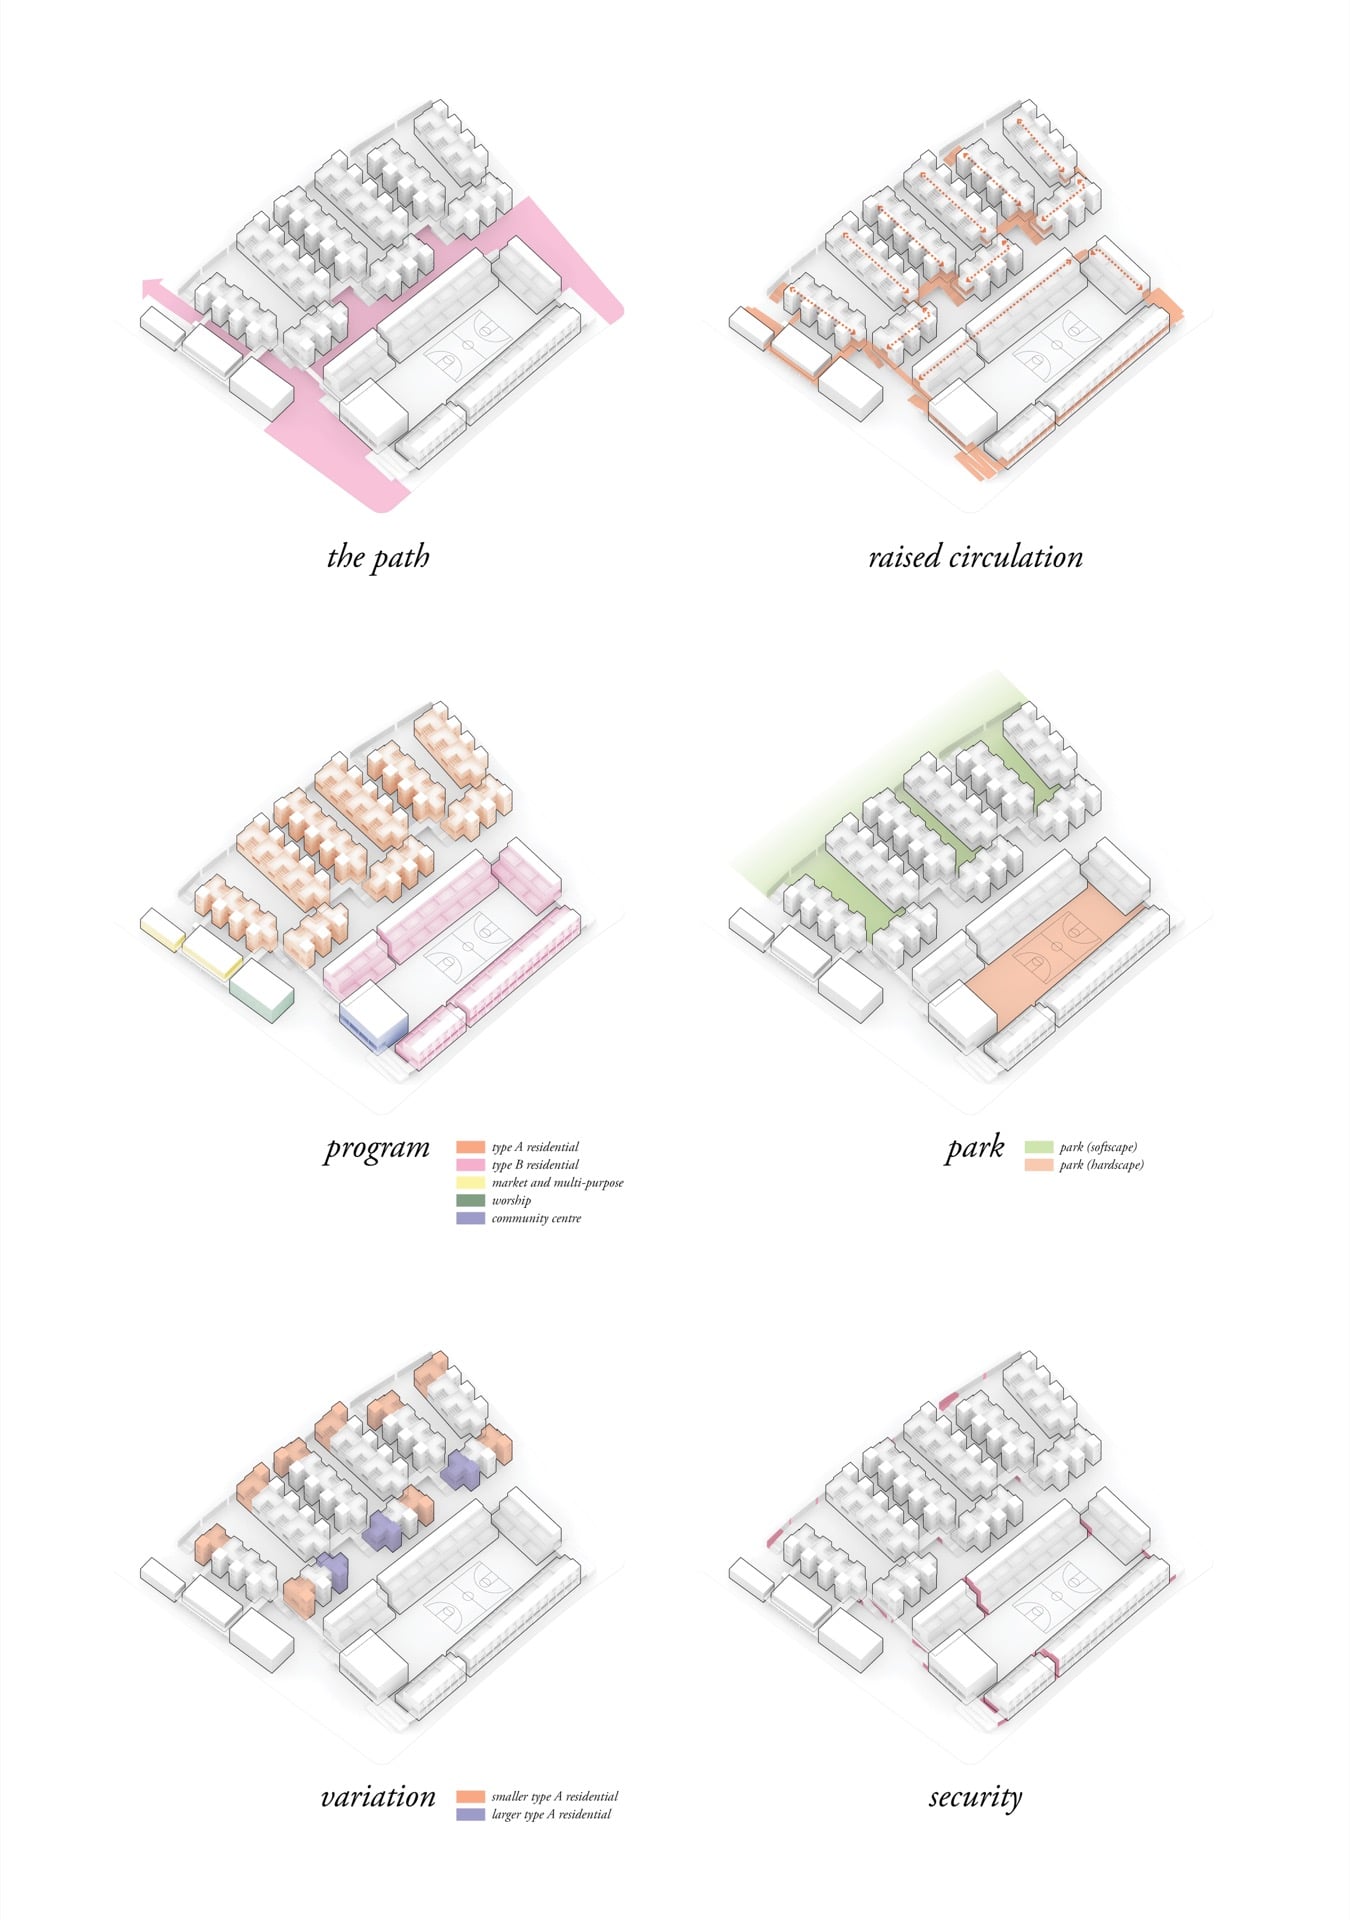 the path
raised circulation
program
type A residential
type B residential
market and multi-purpose
worship
community centre
park
park (softscape)
park (hardscape)
variation
smaller type A residential
larger type A residential
security